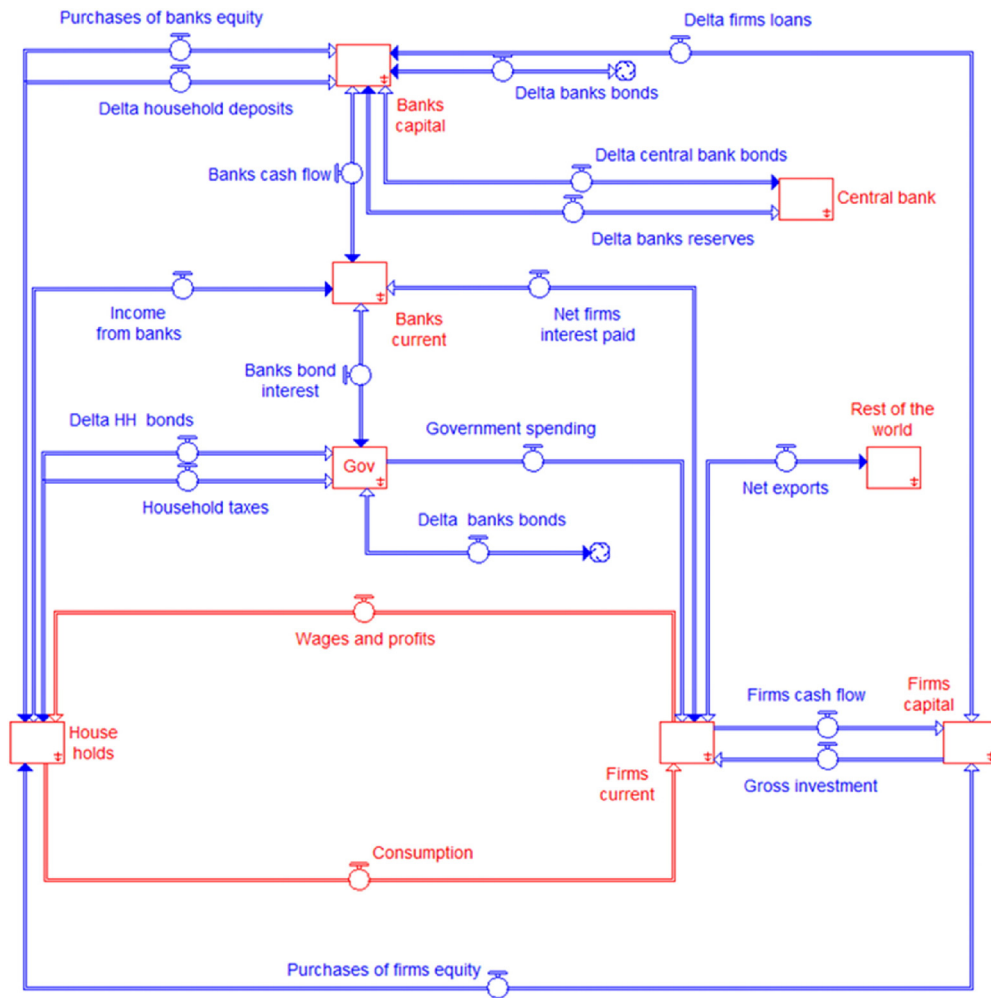 Purchases of banks equity
Delta firms loans
Delta household deposits
Banks
capital
Delta banks bonds
Banks cash flow
Delta central bank bonds
Central bank
Delta banks reserves
Income
from banks
Banks
current
Net firms
interest paid
Banks bond
interest
Delta HH bonds
Government spending
Rest of the
world
Gov
Household taxes
Net exports
Delta banks bonds
Wages and profits
House
holds
Firms cash flow
Firms
capital
Firms
current
Gross investment
Consumption
Purchases of firms equity